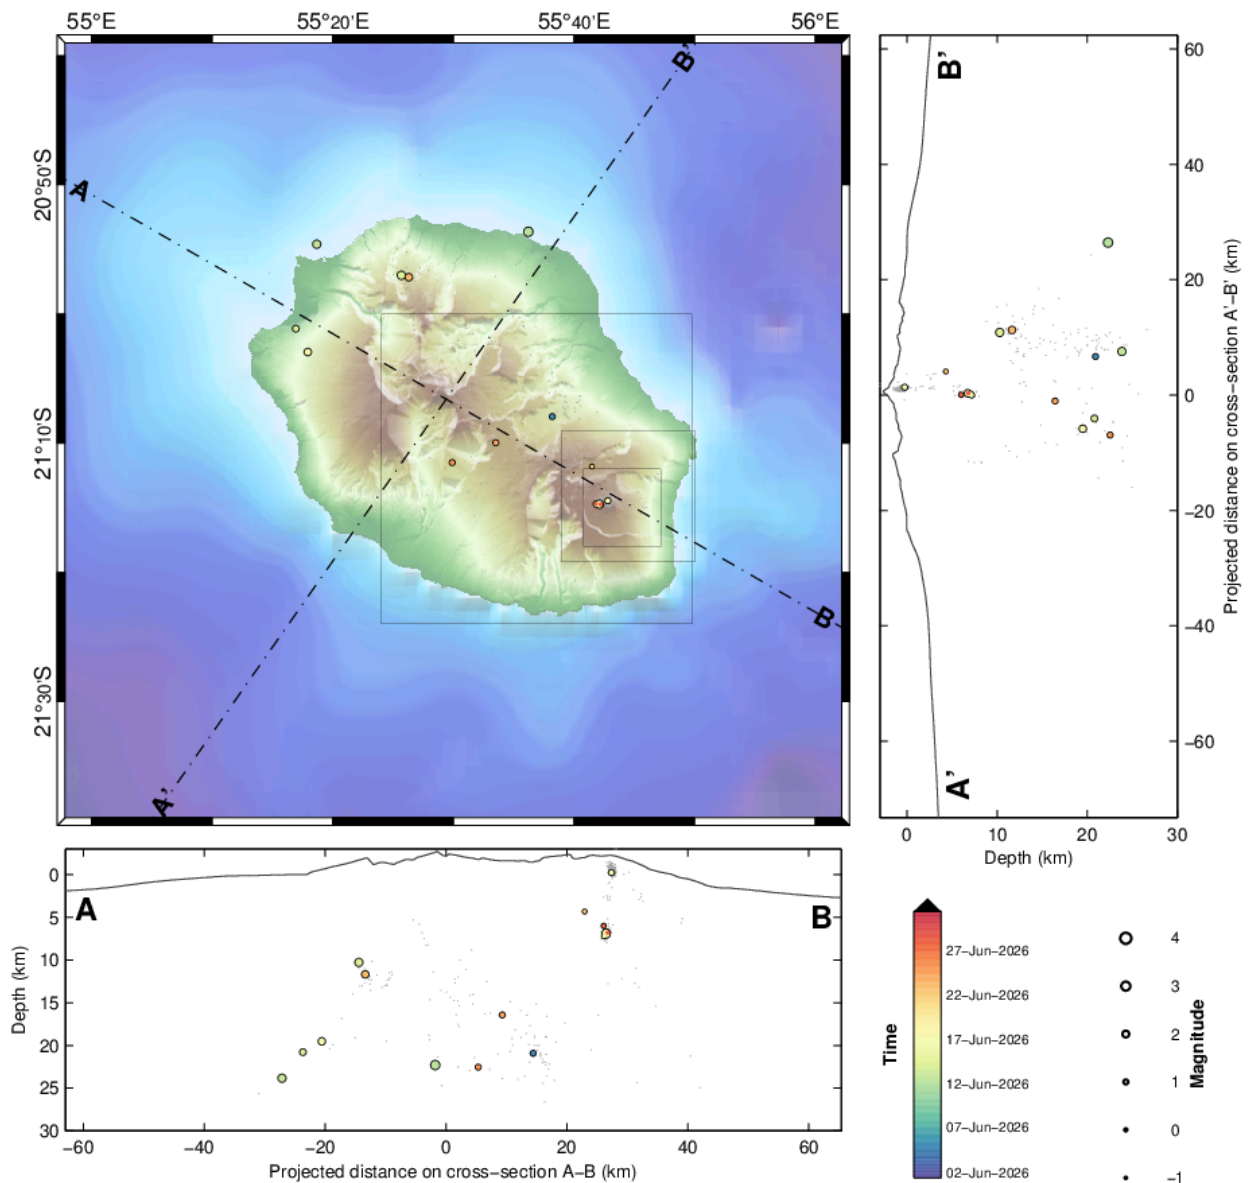 55°E 55°20'E 55°40'E 56°E
20°50'S
21°10'S
21°30'S
A
B'
B
A'
B'
A'
60
40
20
0
−20
−40
−60
Projected distance on cross−section A'−B' (km)
0 10 20 30
Depth (km)
A
B
0
5
10
15
20
25
30
Depth (km)
−60 −40 −20 0 20 40 60
Projected distance on cross−section A−B (km)
Time
27−Jun−2026
22−Jun−2026
17−Jun−2026
12−Jun−2026
07−Jun−2026
02−Jun−2026
4
3
2
1
0
−1
Magnitude